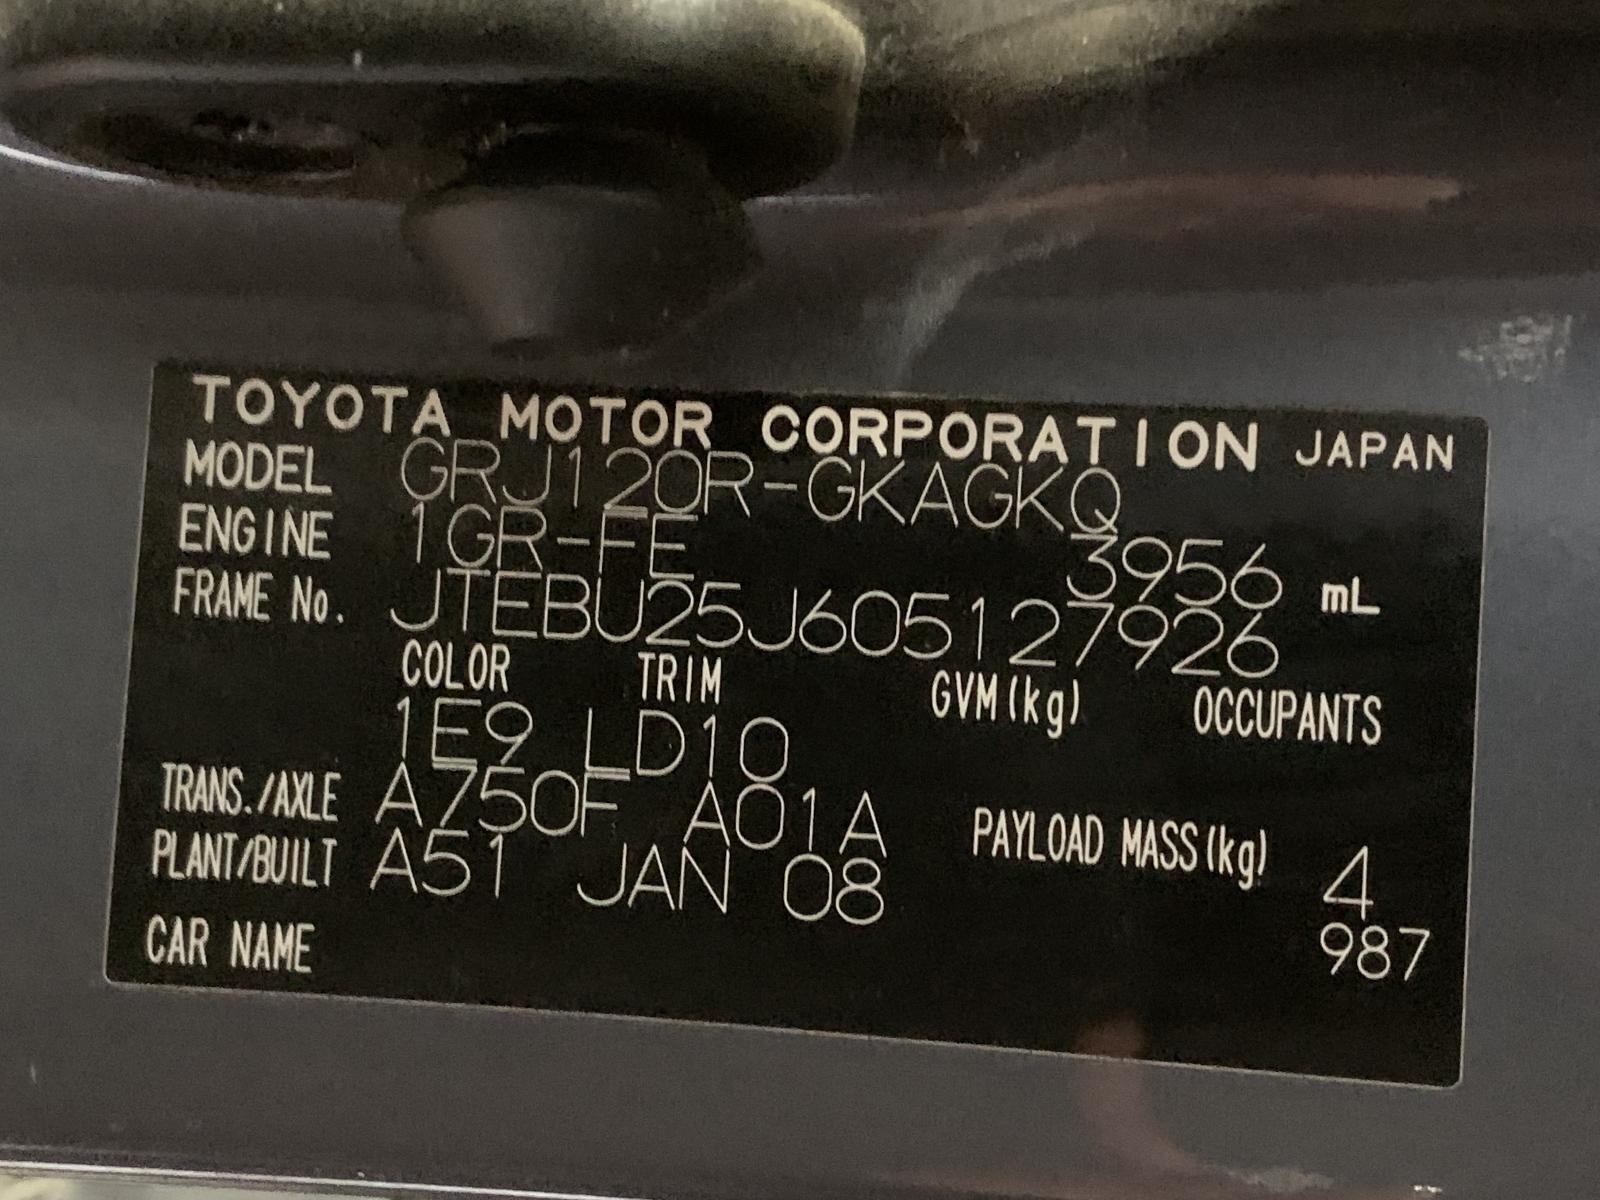 TOYOTA MOTOR CORPORATION JAPAN
MODEL GRJ120R-GKAGKQ
ENGINE 1GR-FE 3956 mL
FRAME No. JTEBU25J605127926
COLOR TRIM GVM(kg) OCCUPANTS
1E9 LD10
TRANS./AXLE A750F A01A PAYLOAD MASS(kg) 4
PLANT/BUILT A51 JAN 08 987
CAR NAME